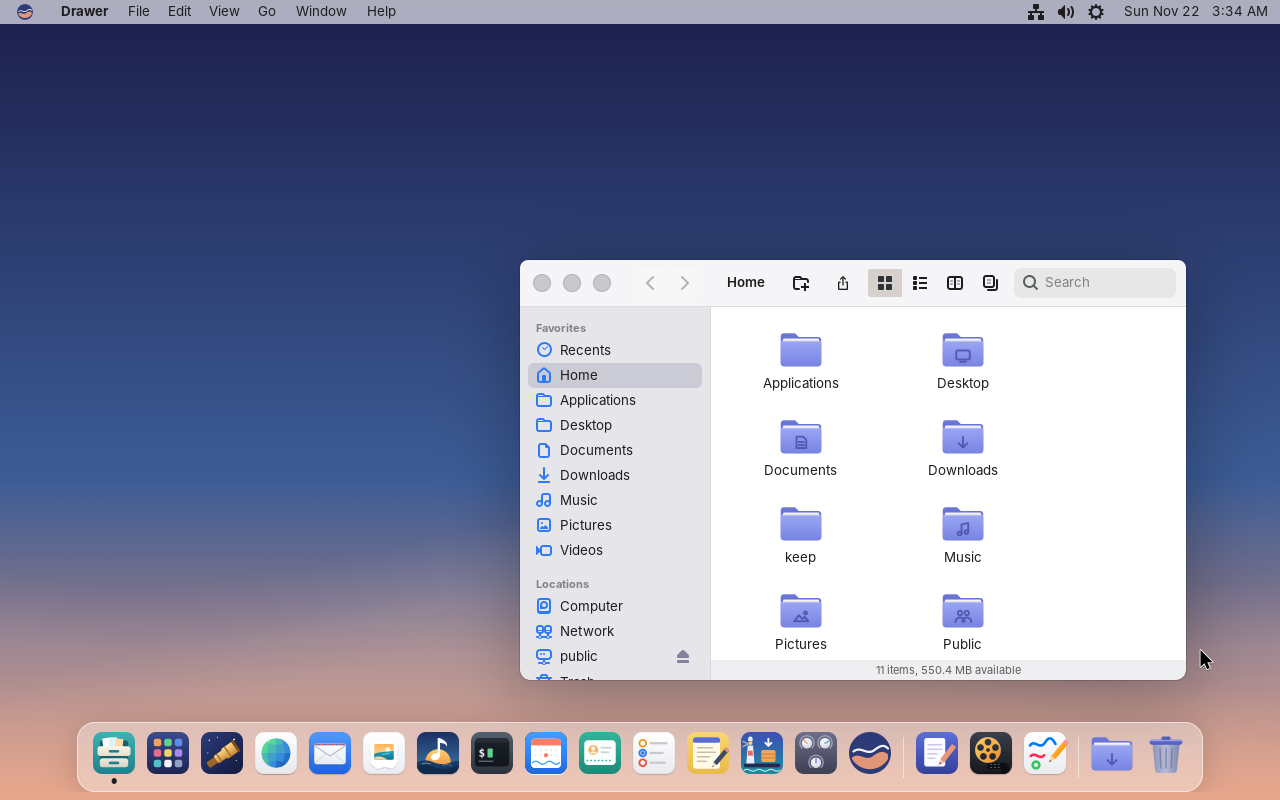 Drawer File Edit View Go Window Help Sun Nov 22 3:34 AM
Home Search
Favorites
Recents
Home
Applications
Desktop
Documents
Downloads
Music
Pictures
Videos
Locations
Computer
Network
public
Trash
Applications Desktop
Documents Downloads
keep Music
Pictures Public
11 items, 550.4 MB available
$